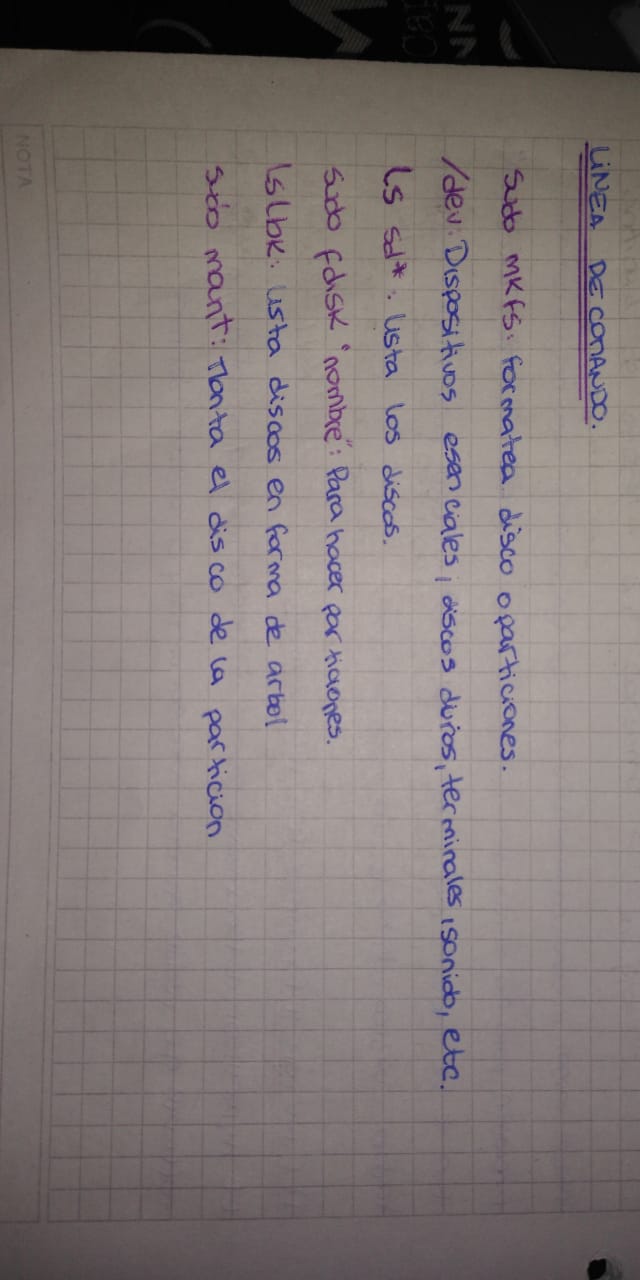 LINEA DE COMANDO.
sudo mkfs: formatea disco o particiones.
/dev: Dispositivos esenciales; discos duros, terminales, sonido, etc.
ls sd*: lista los discos.
sudo fdisk "nombre": Para hacer particiones.
lslbk: lista discos en forma de arbol
sudo mant: Monta el disco de la particion
NOTA